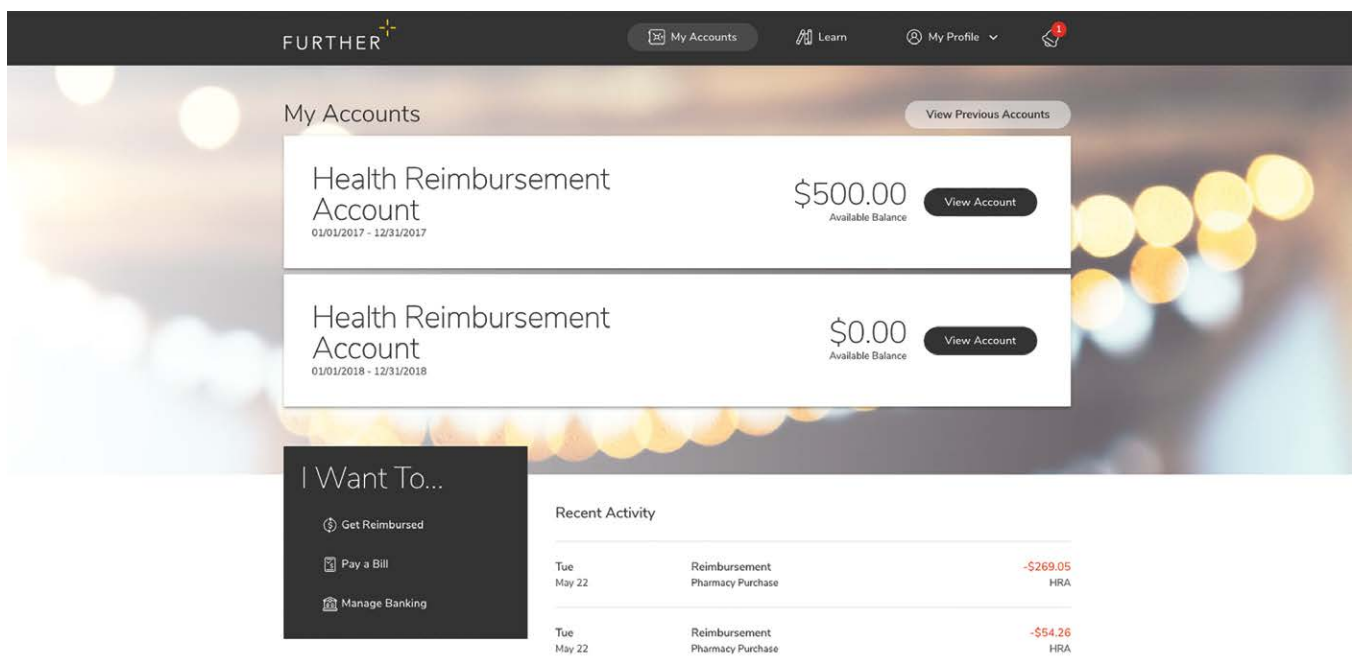 FURTHER
My Accounts
Learn
My Profile
1
My Accounts
View Previous Accounts
Health Reimbursement
Account
01/01/2017 - 12/31/2017
$500.00
Available Balance
View Account
Health Reimbursement
Account
01/01/2018 - 12/31/2018
$0.00
Available Balance
View Account
I Want To...
Get Reimbursed
Pay a Bill
Manage Banking
Recent Activity
Tue
May 22
Reimbursement
Pharmacy Purchase
-$269.05
HRA
Tue
May 22
Reimbursement
Pharmacy Purchase
-$54.26
HRA